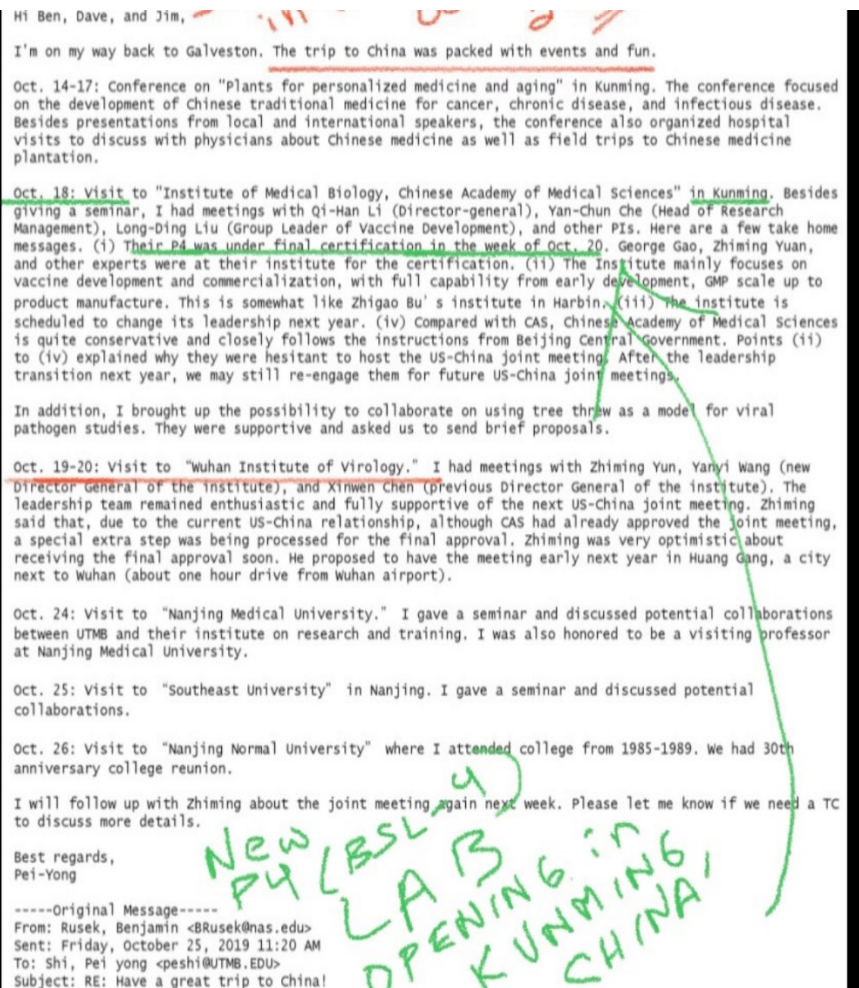 Hi Ben, Dave, and Jim,
I'm on my way back to Galveston. The trip to China was packed with events and fun.
Oct. 14-17: Conference on "Plants for personalized medicine and aging" in Kunming. The conference focused
on the development of Chinese traditional medicine for cancer, chronic disease, and infectious disease.
Besides presentations from local and international speakers, the conference also organized hospital
visits to discuss with physicians about Chinese medicine as well as field trips to Chinese medicine
plantation.
Oct. 18: Visit to "Institute of Medical Biology, Chinese Academy of Medical Sciences" in Kunming. Besides
giving a seminar, I had meetings with Qi-Han Li (Director-general), Yan-Chun Che (Head of Research
Management), Long-Ding Liu (Group Leader of Vaccine Development), and other PIs. Here are a few take home
messages. (i) Their P4 was under final certification in the week of Oct. 20. George Gao, Zhiming Yuan,
and other experts were at their institute for the certification. (ii) The Institute mainly focuses on
vaccine development and commercialization, with full capability from early development, GMP scale up to
product manufacture. This is somewhat like Zhigao Bu's institute in Harbin. (iii) The institute is
scheduled to change its leadership next year. (iv) Compared with CAS, Chinese Academy of Medical Sciences
is quite conservative and closely follows the instructions from Beijing Central Government. Points (ii)
to (iv) explained why they were hesitant to host the US-China joint meeting. After the leadership
transition next year, we may still re-engage them for future US-China joint meetings.
In addition, I brought up the possibility to collaborate on using tree threw as a model for viral
pathogen studies. They were supportive and asked us to send brief proposals.
Oct. 19-20: Visit to "Wuhan Institute of Virology." I had meetings with Zhiming Yun, Yanyi Wang (new
Director General of the institute), and Xinwen Chen (previous Director General of the institute). The
leadership team remained enthusiastic and fully supportive of the next US-China joint meeting. Zhiming
said that, due to the current US-China relationship, although CAS had already approved the joint meeting,
a special extra step was being processed for the final approval. Zhiming was very optimistic about
receiving the final approval soon. He proposed to have the meeting early next year in Huang Gang, a city
next to Wuhan (about one hour drive from Wuhan airport).
Oct. 24: Visit to "Nanjing Medical University." I gave a seminar and discussed potential collaborations
between UTMB and their institute on research and training. I was also honored to be a visiting professor
at Nanjing Medical University.
Oct. 25: Visit to "Southeast University" in Nanjing. I gave a seminar and discussed potential
collaborations.
Oct. 26: Visit to "Nanjing Normal University" where I attended college from 1985-1989. We had 30th
anniversary college reunion.
I will follow up with Zhiming about the joint meeting again next week. Please let me know if we need a TC
to discuss more details.
Best regards,
Pei-Yong
New
P4 (BSL-4)
LAB
OPENING in
KUNMING,
CHINA
-----Original Message-----
From: Rusek, Benjamin <BRusek@nas.edu>
Sent: Friday, October 25, 2019 11:20 AM
To: Shi, Pei yong <peshi@UTMB.EDU>
Subject: RE: Have a great trip to China!